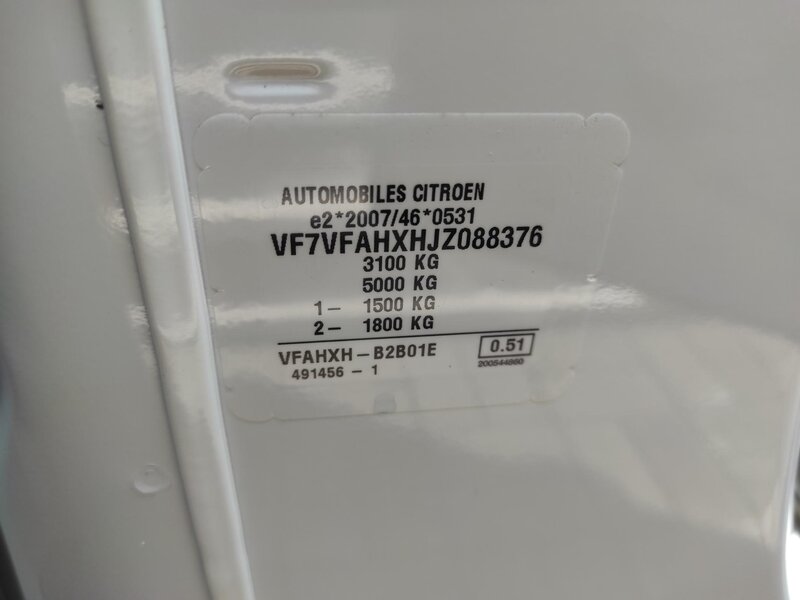 AUTOMOBILES CITROEN
e2*2007/46*0531
VF7VFAHXHJZ088376
3100 KG
5000 KG
1- 1500 KG
2- 1800 KG
VFAHXH-B2B01E
0.51
491456 - 1
200544860